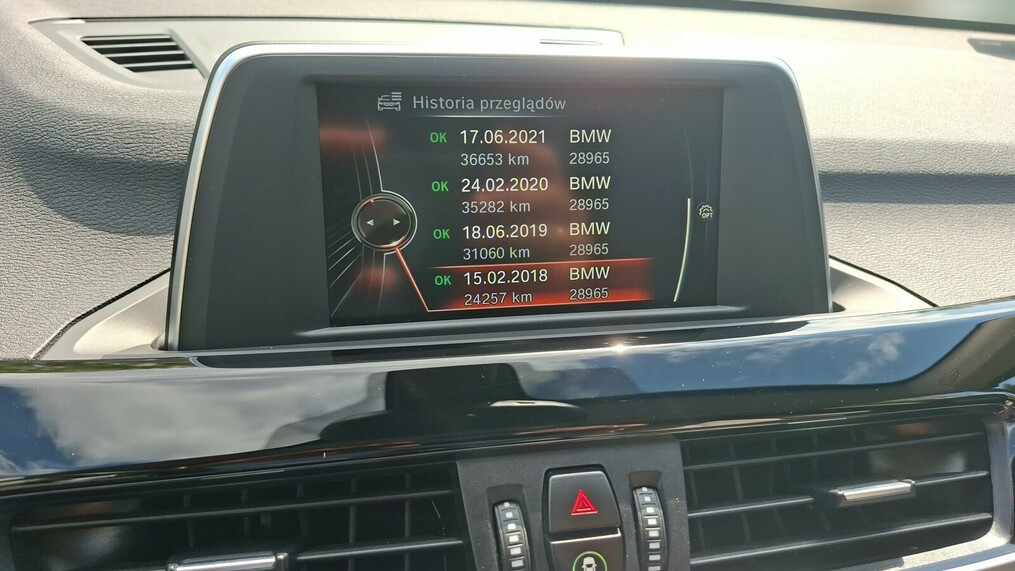 Historia przeglądów
OK 17.06.2021 BMW
36653 km 28965
OK 24.02.2020 BMW
35282 km 28965
OK 18.06.2019 BMW
31060 km 28965
OK 15.02.2018 BMW
24257 km 28965
OPT